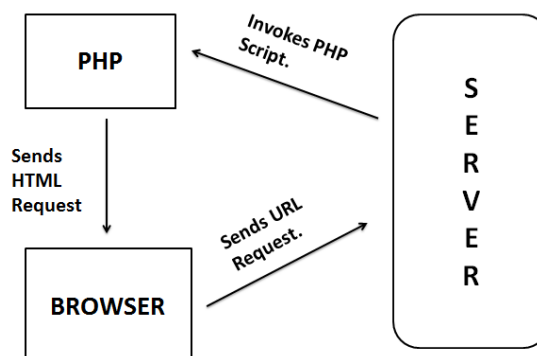 PHP
Invokes PHP
Script.
S
E
R
V
E
R
Sends
HTML
Request
Sends URL
Request.
BROWSER